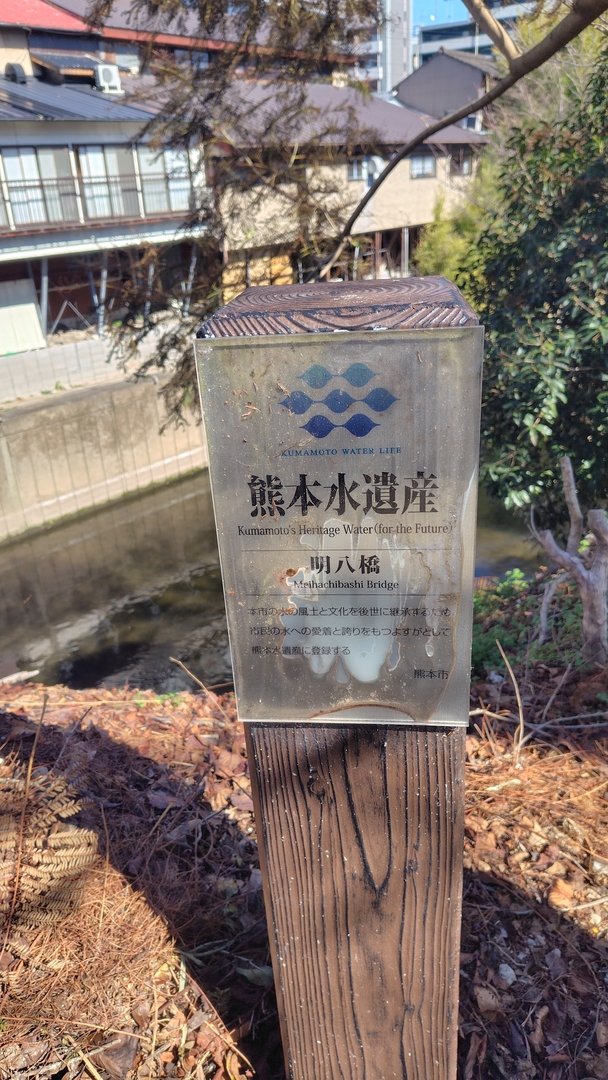 KUMAMOTO WATER LIFE
熊本水遺産
Kumamoto's Heritage Water(for the Future)
明八橋
Meihachibashi Bridge
本市の水の風土と文化を後世に継承するため
市民の水への愛着と誇りをもつよすがとして
熊本水遺産に登録する
熊本市